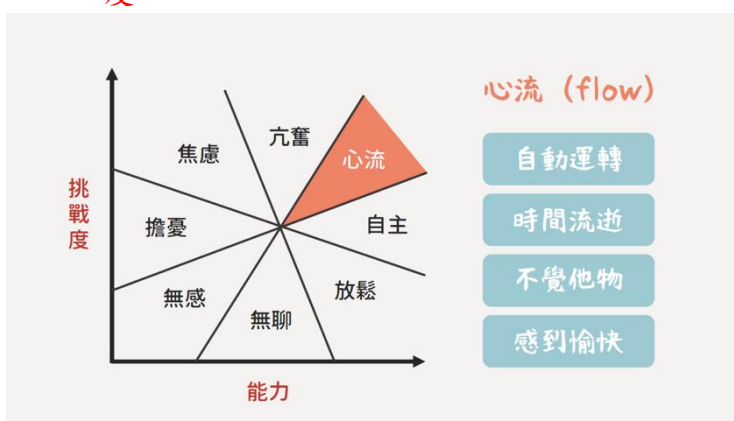 心流（flow）
亢奮
焦慮
心流
自動運轉
挑戰度
擔憂
自主
時間流逝
無感
放鬆
不覺他物
無聊
感到愉快
能力